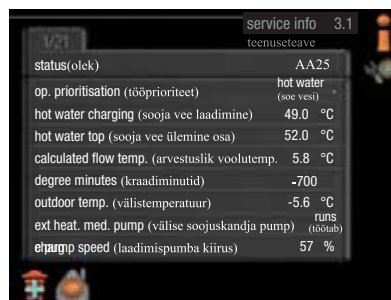 service info 3.1
1/21
teenuseteave
status(olek) AA25
op. prioritisation (tööprioriteet) hot water (soe vesi)
hot water charging (sooja vee laadimine) 49.0 °C
hot water top (sooja vee ülemine osa) 52.0 °C
calculated flow temp. (arvestuslik voolutemp. 5.8 °C
degree minutes (kraadiminutid) -700
outdoor temp. (välistemperatuur) -5.6 °C
ext heat. med. pump (välise soojuskandja pump) runs (töötab)
pump speed (laadimispumba kiirus) 57 %